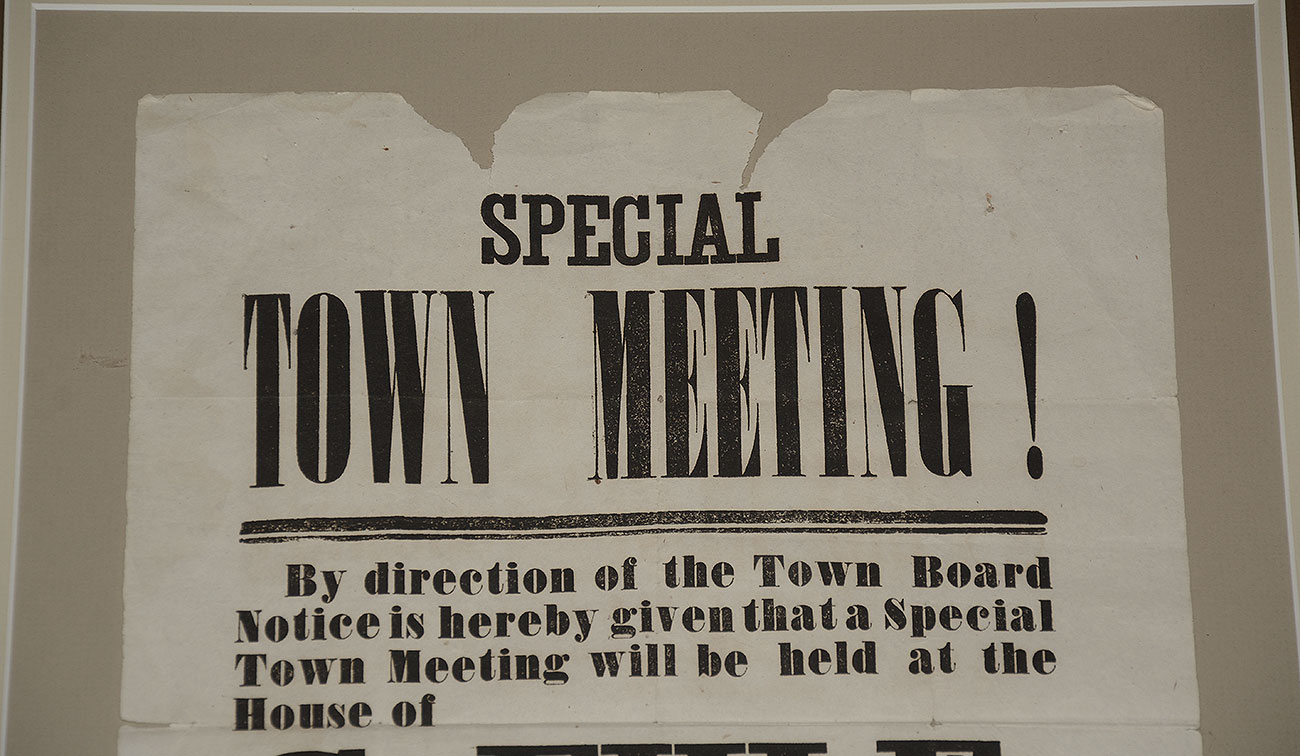 SPECIAL
TOWN MEETING!
By direction of the Town Board
Notice is hereby given that a Special
Town Meeting will be held at the
House of